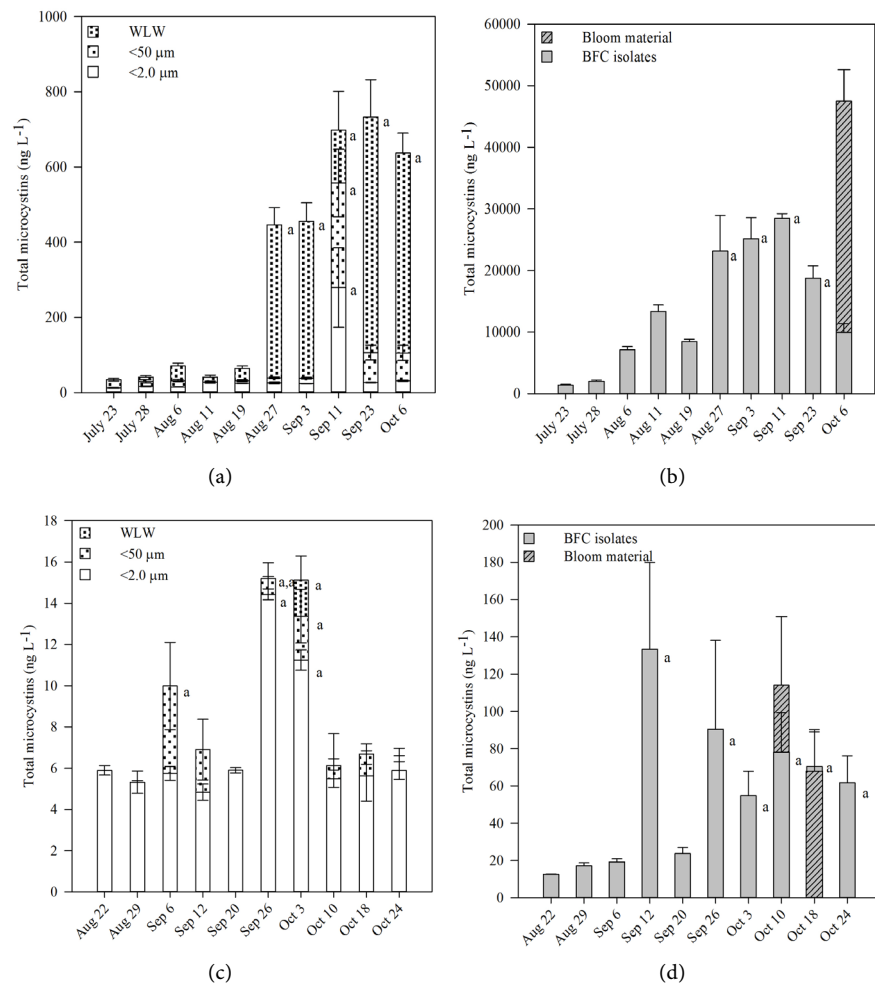 1000
800
600
400
200
0
Total microcystins (ng L-1)
WLW
<50 μm
<2.0 μm
a
a
a
a
a
a
a
July 23
July 28
Aug 6
Aug 11
Aug 19
Aug 27
Sep 3
Sep 11
Sep 23
Oct 6
(a)
60000
50000
40000
30000
20000
10000
0
Total microcystins (ng L-1)
Bloom material
BFC isolates
a
a
a
a
July 23
July 28
Aug 6
Aug 11
Aug 19
Aug 27
Sep 3
Sep 11
Sep 23
Oct 6
(b)
18
16
14
12
10
8
6
4
2
0
Total microcystins (ng L-1)
WLW
<50 μm
<2.0 μm
a
a,a
a
a
a
a
Aug 22
Aug 29
Sep 6
Sep 12
Sep 20
Sep 26
Oct 3
Oct 10
Oct 18
Oct 24
(c)
200
180
160
140
120
100
80
60
40
20
0
Total microcystins (ng L-1)
BFC isolates
Bloom material
a
a
a
a
a
a
Aug 22
Aug 29
Sep 6
Sep 12
Sep 20
Sep 26
Oct 3
Oct 10
Oct 18
Oct 24
(d)